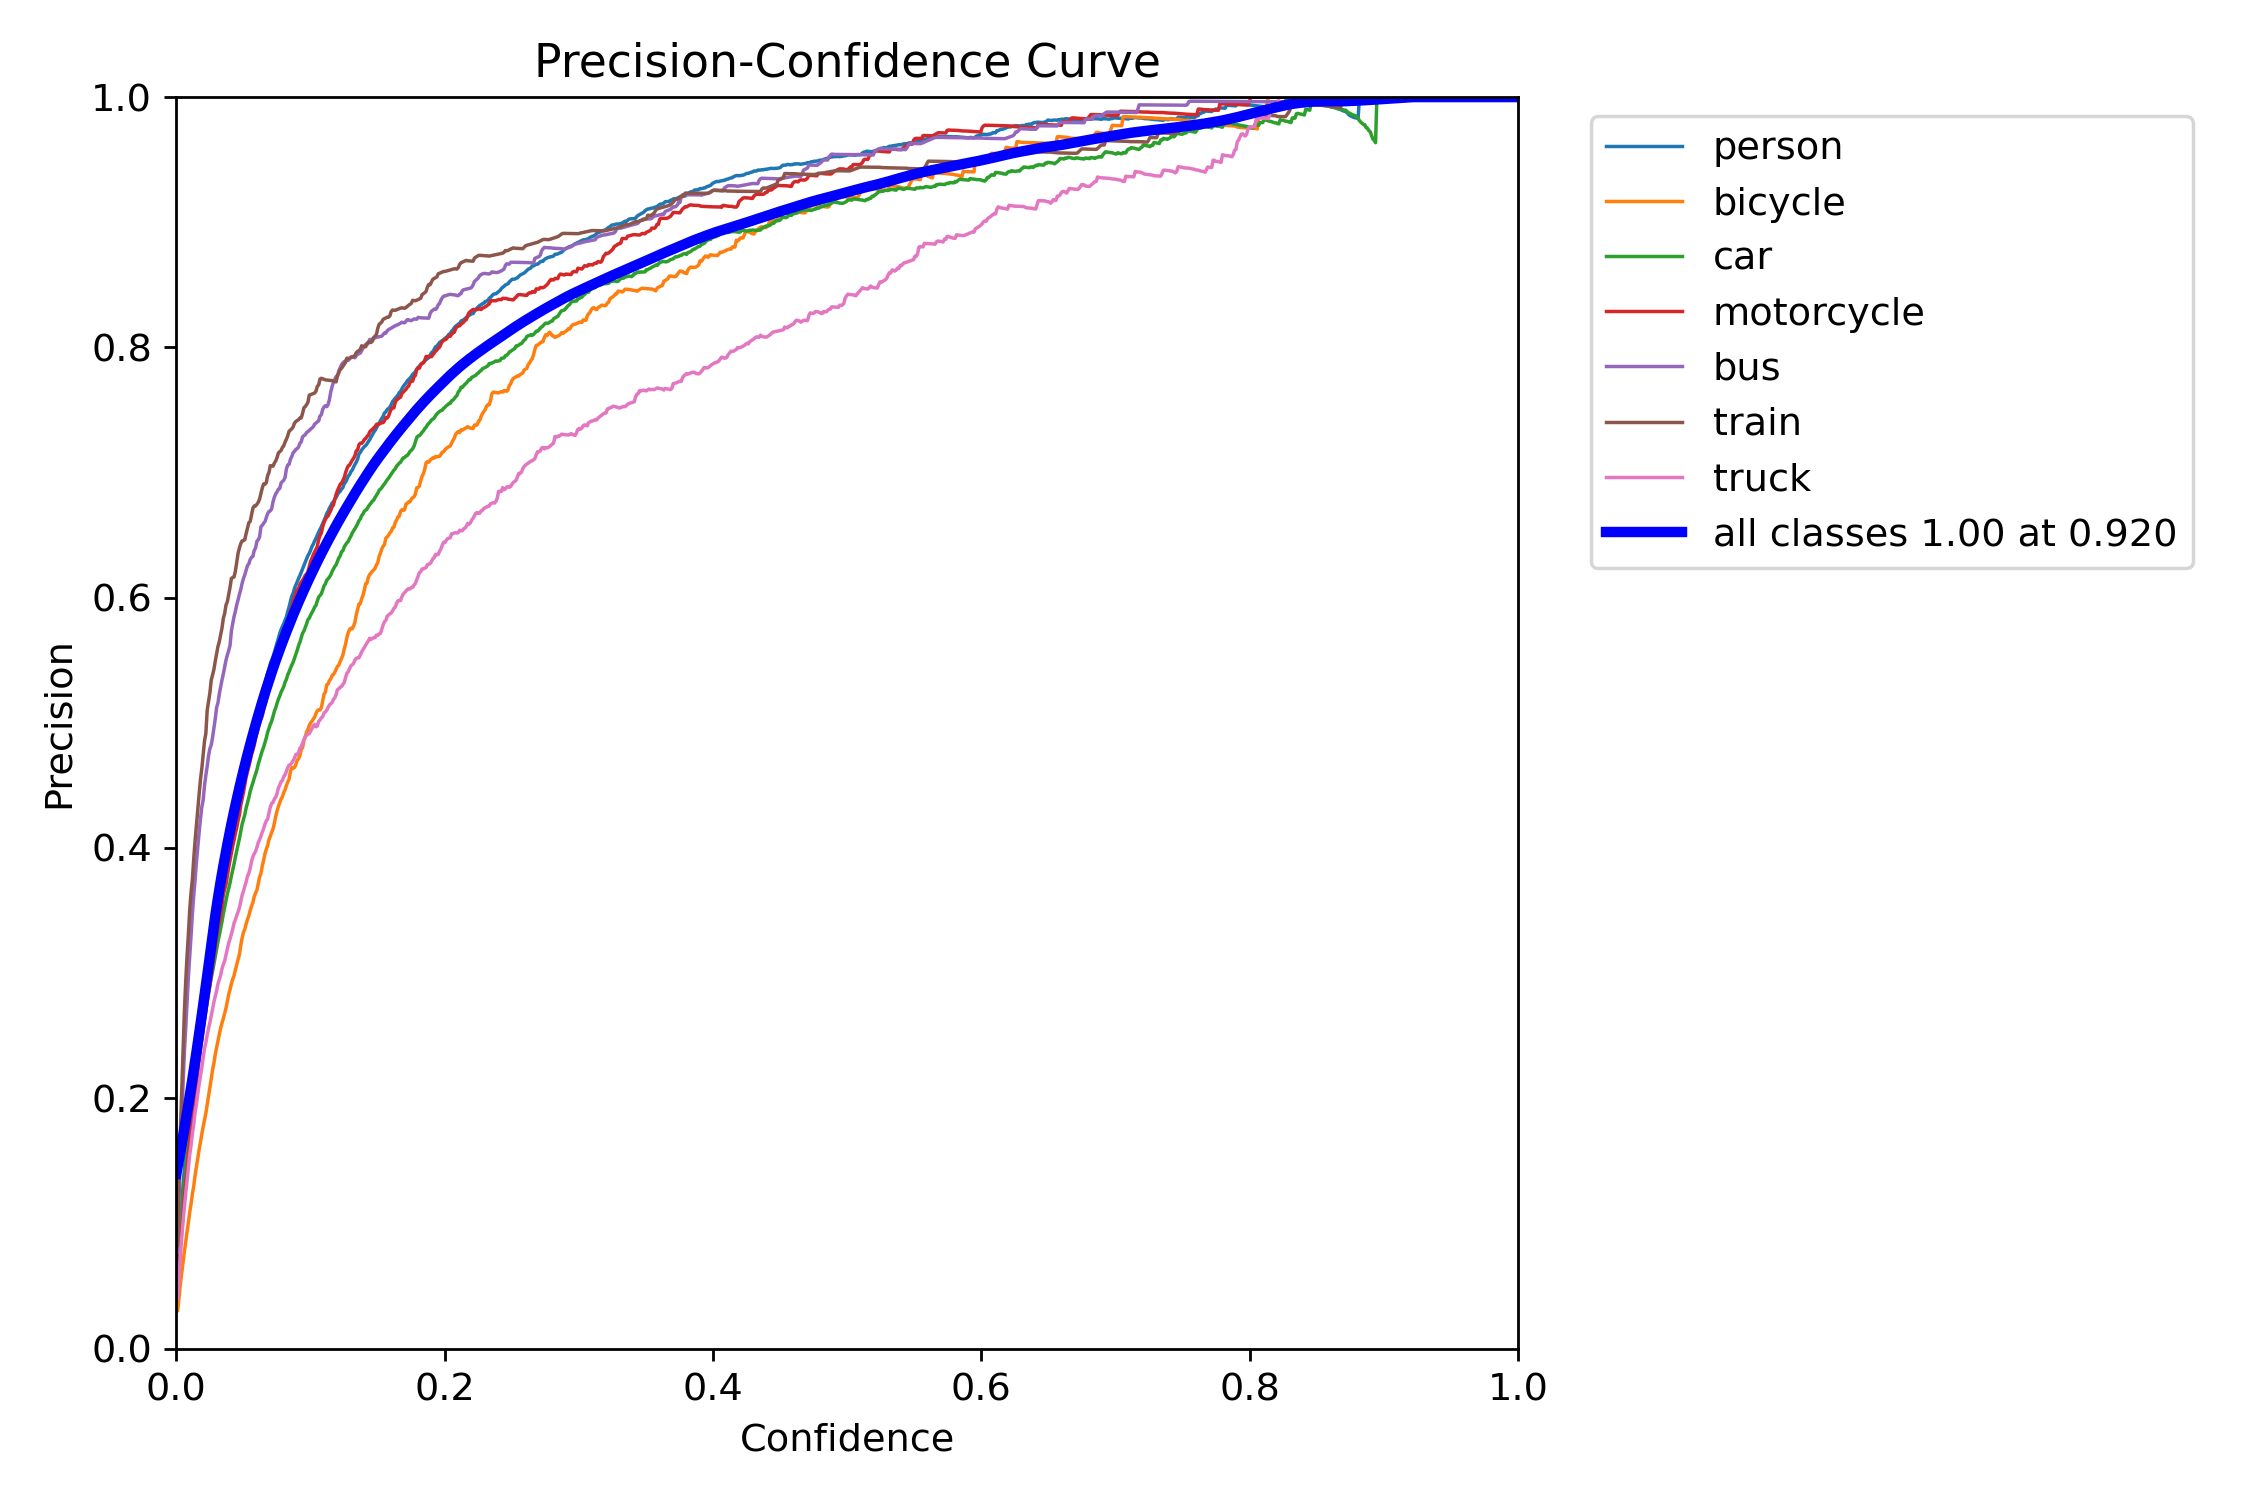 Precision-Confidence Curve
1.0
0.8
0.6
0.4
0.2
0.0
Precision
0.0 0.2 0.4 0.6 0.8 1.0
Confidence
person
bicycle
car
motorcycle
bus
train
truck
all classes 1.00 at 0.920